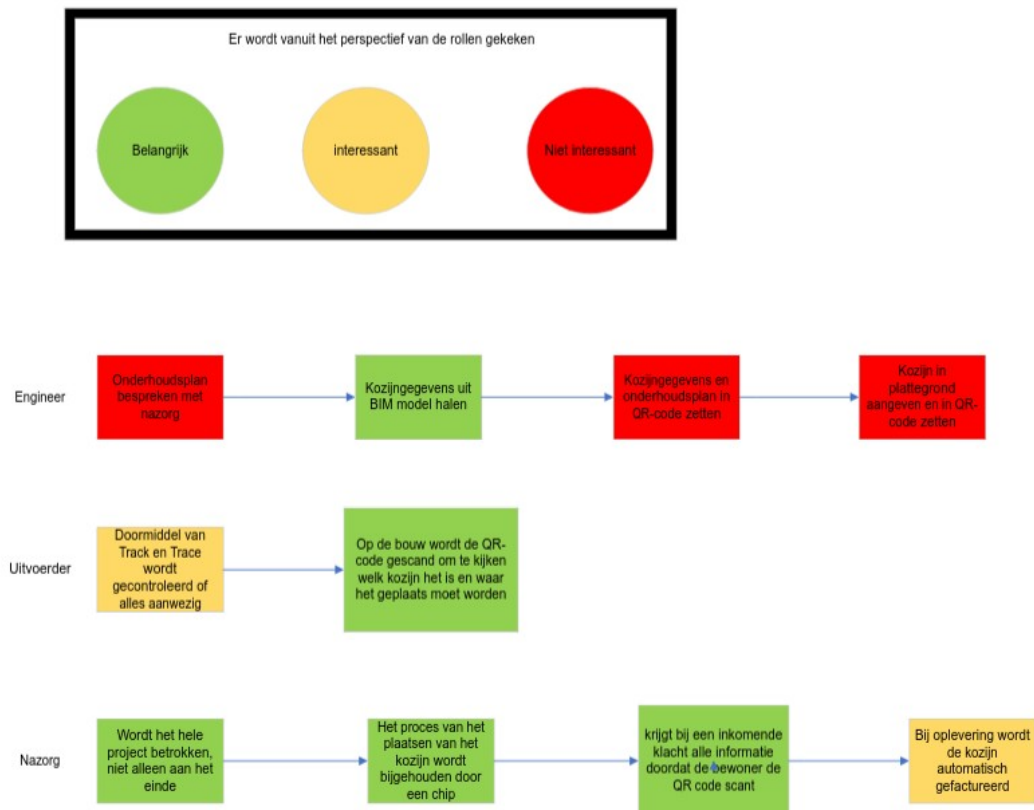 Er wordt vanuit het perspectief van de rollen gekeken
Belangrijk
interessant
Niet interessant
Engineer
Onderhoudsplan
bespreken met
nazorg
Kozijngegevens uit
BIM model halen
Kozijngegevens en
onderhoudsplan in
QR-code zetten
Kozijn in
plattegrond
aangeven en in QR-
code zetten
Uitvoerder
Doormiddel van
Track en Trace
wordt
gecontroleerd of
alles aanwezig
Op de bouw wordt de QR-
code gescand om te kijken
welk kozijn het is en waar
het geplaats moet worden
Nazorg
Wordt het hele
project betrokken,
niet alleen aan het
einde
Het proces van het
plaatsen van het
kozijn wordt
bijgehouden door
een chip
krijgt bij een inkomende
klacht alle informatie
doordat de bewoner de
QR code scant
Bij oplevering wordt
de kozijn
automatisch
gefactureerd